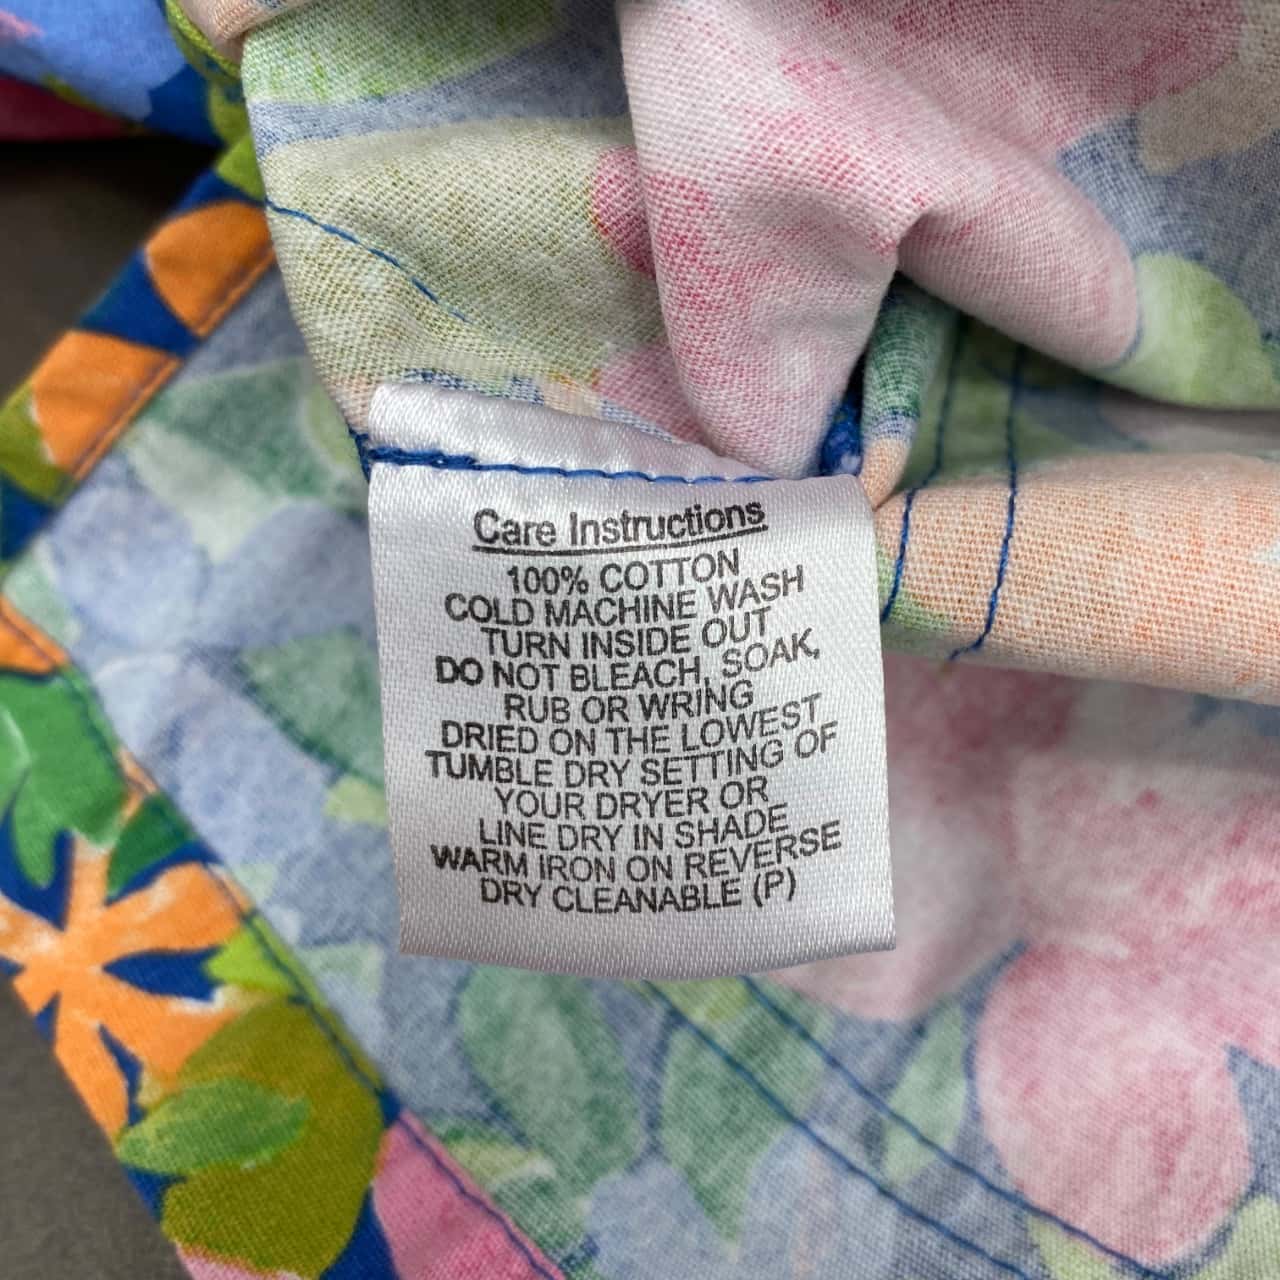 Care Instructions
100% COTTON
COLD MACHINE WASH
TURN INSIDE OUT
DO NOT BLEACH, SOAK,
RUB OR WRING
DRIED ON THE LOWEST
TUMBLE DRY SETTING OF
YOUR DRYER OR
LINE DRY IN SHADE
WARM IRON ON REVERSE
DRY CLEANABLE (P)